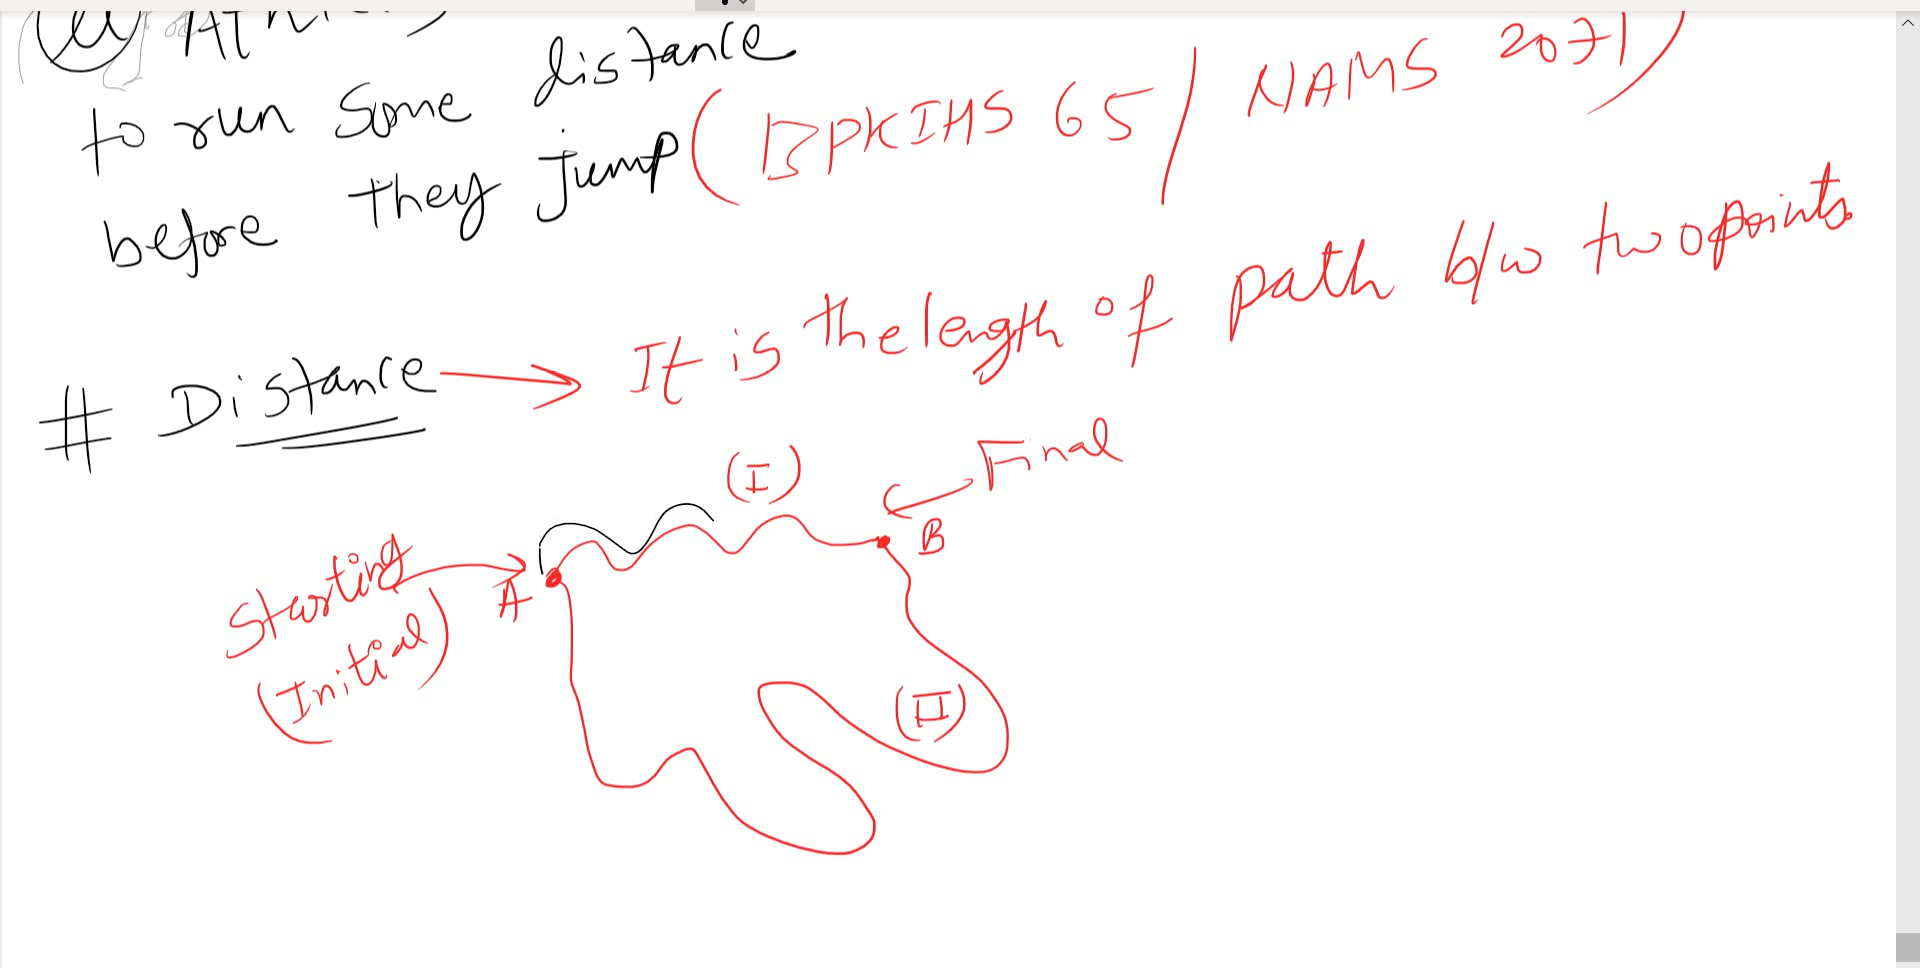 to run some distance
before they jump (BPKIHS 65/ NAMS 2071)
# Distance → It is the length of path b/w two points.
(I)
Final
B
Starting
(Initial)
A
(II)